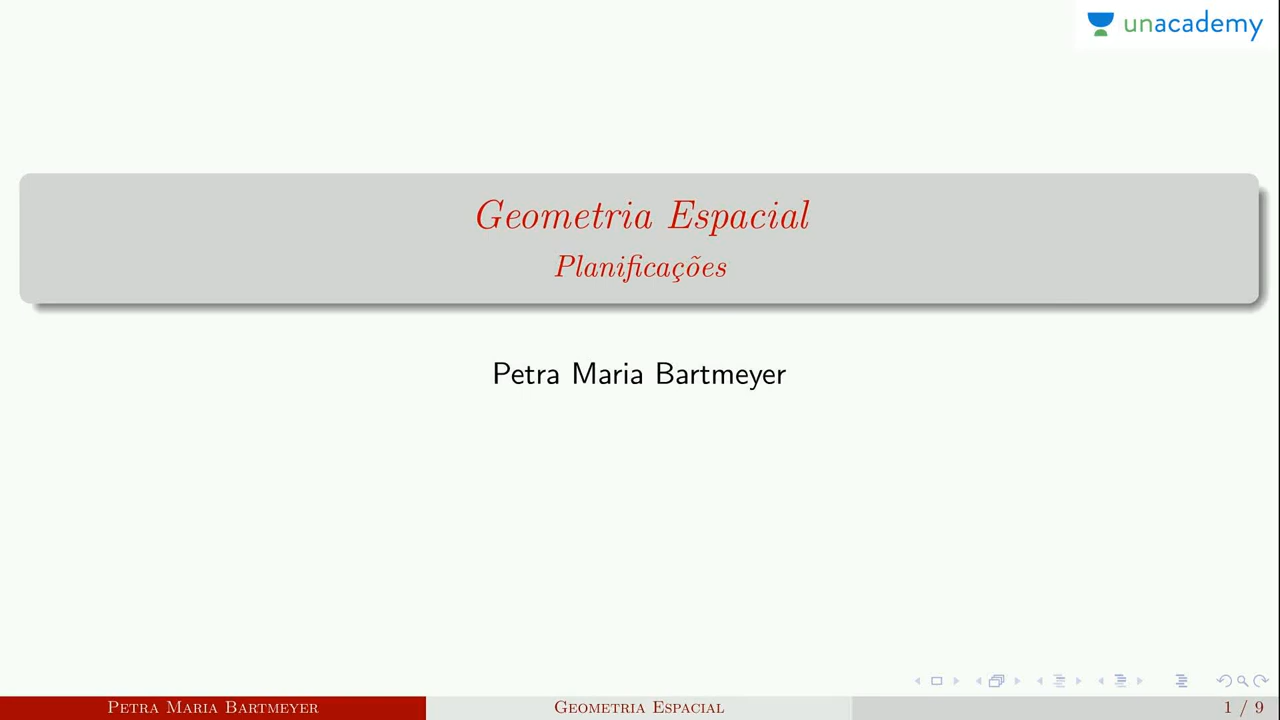 unacademy
Geometria Espacial
Planificações
Petra Maria Bartmeyer
Petra Maria Bartmeyer
Geometria Espacial
1 / 9